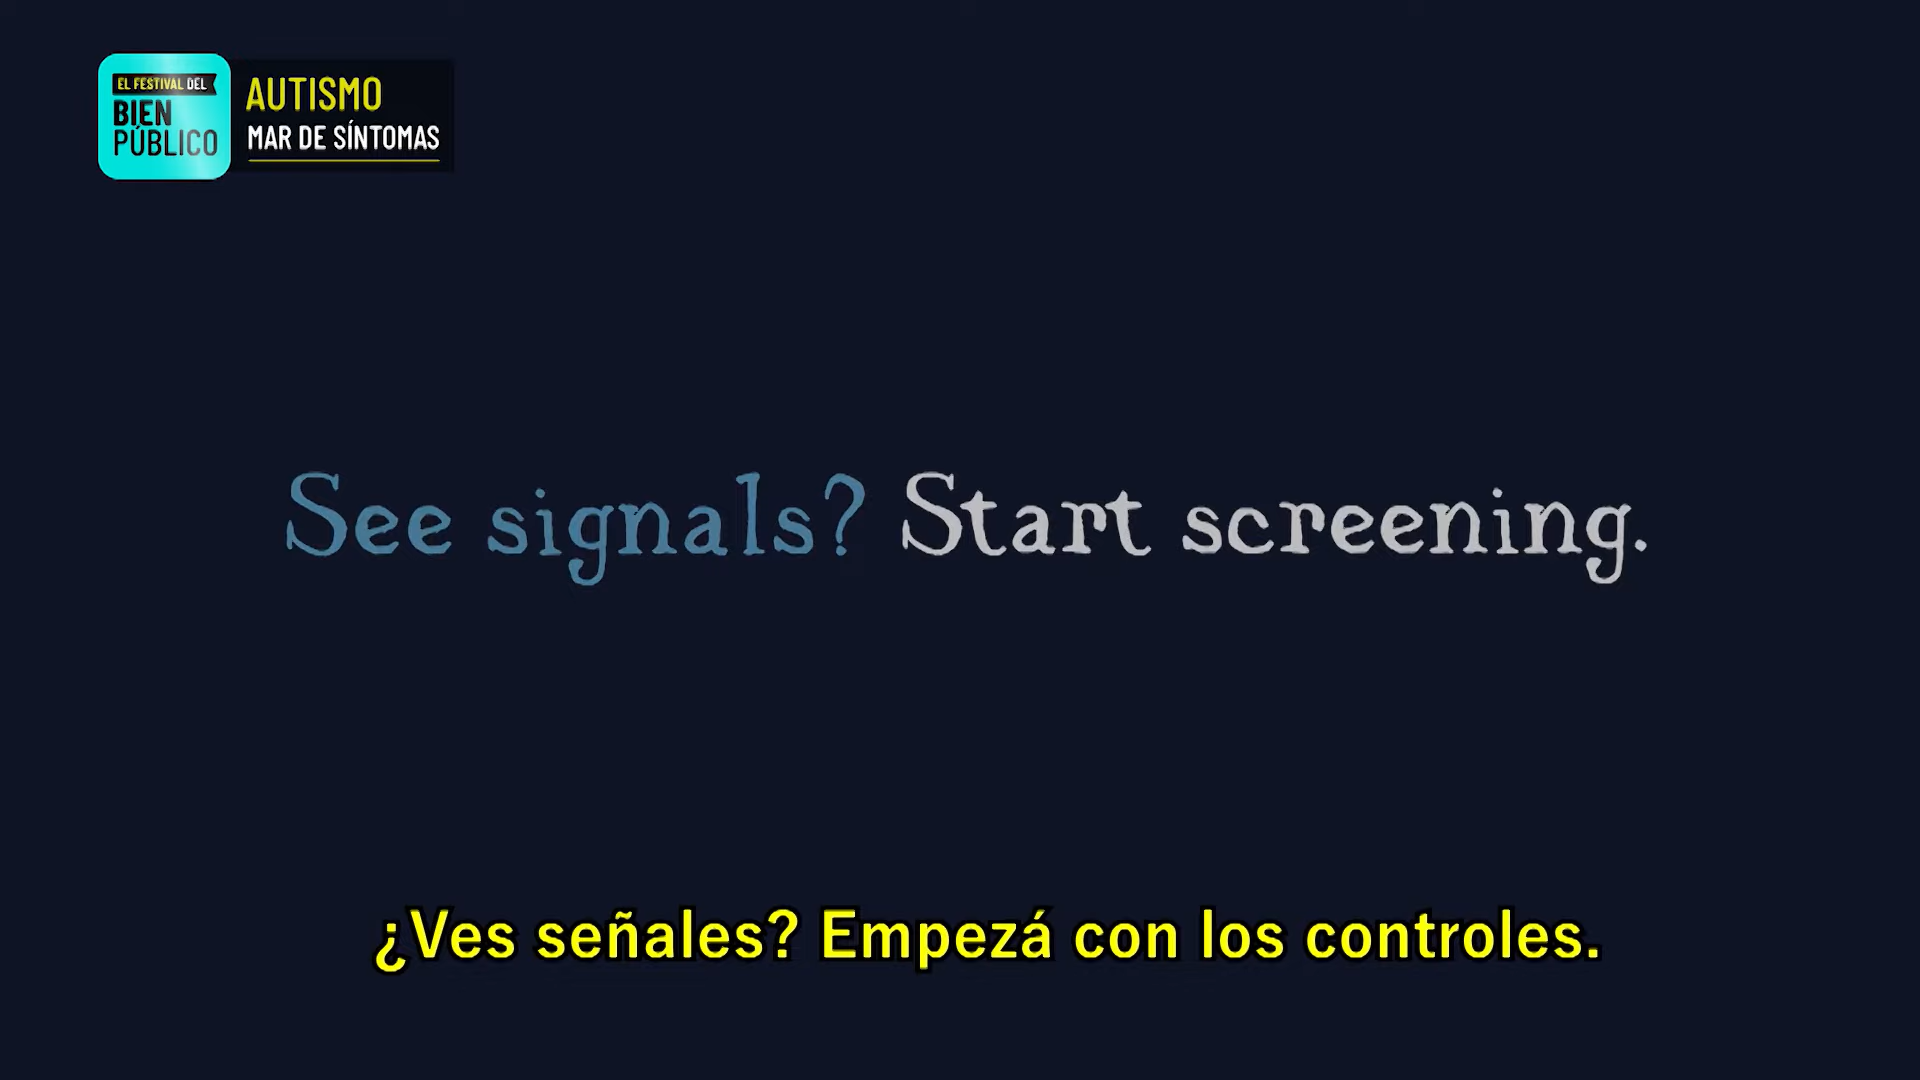 EL FESTIVAL DEL
BIEN
PÚBLICO
AUTISMO
MAR DE SÍNTOMAS
See signals? Start screening.
¿Ves señales? Empezá con los controles.